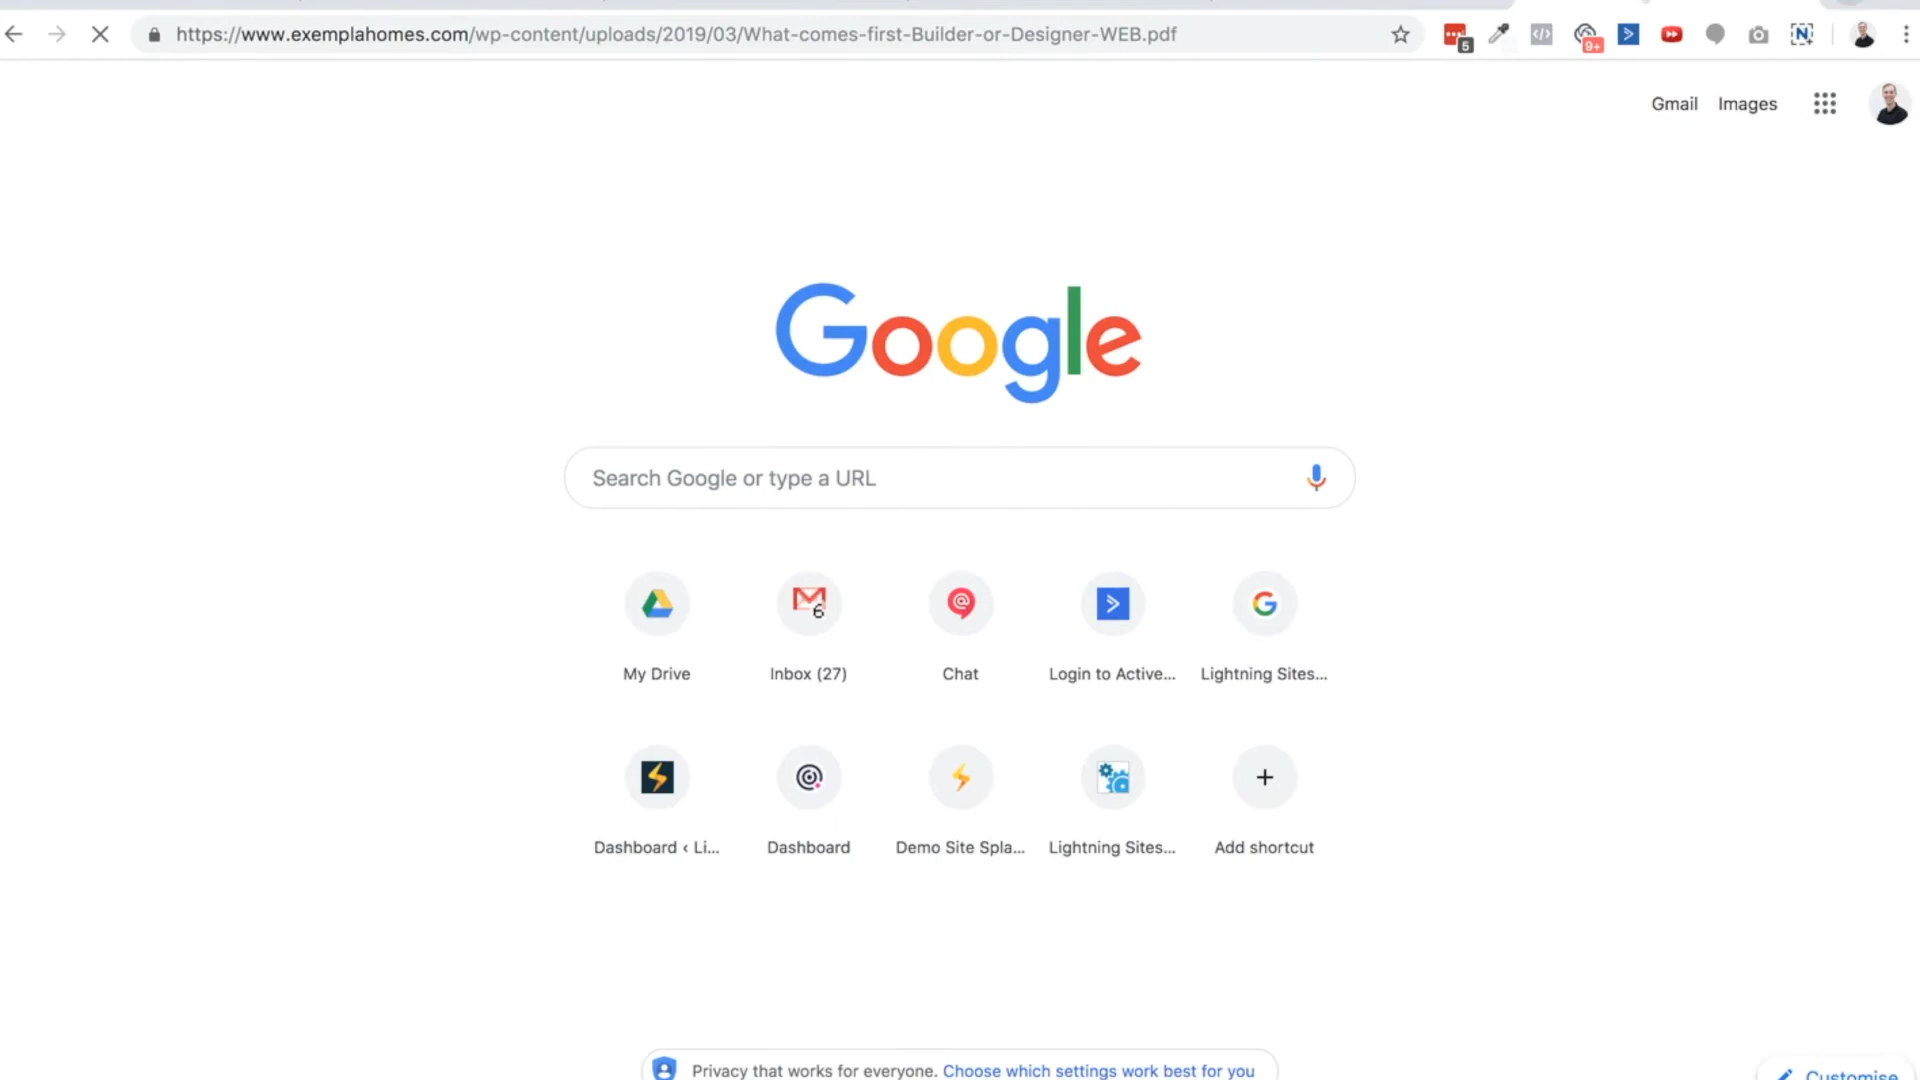 https://www.exemplahomes.com/wp-content/uploads/2019/03/What-comes-first-Builder-or-Designer-WEB.pdf
5
9+
N
Gmail Images
Google
Search Google or type a URL
6
My Drive Inbox (27) Chat Login to Active... Lightning Sites...
Dashboard ‹ Li... Dashboard Demo Site Spla... Lightning Sites... Add shortcut
Privacy that works for everyone. Choose which settings work best for you
Customise